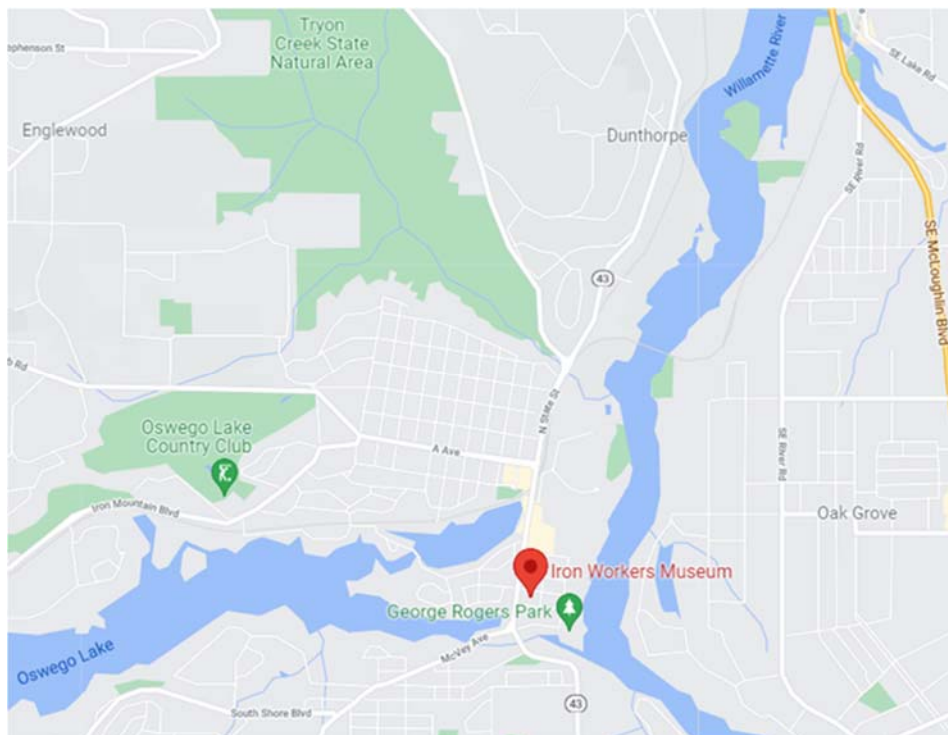 Tryon
Creek State
Natural Area
Willamette River
SE Lake Rd
ephenson St
Englewood
Dunthorpe
SE River Rd
SE McLoughlin Blvd
43
b Rd
N State St
Oswego Lake
Country Club
A Ave
SE River Rd
Iron Mountain Blvd
Oak Grove
Iron Workers Museum
George Rogers Park
McVey Ave
Oswego Lake
South Shore Blvd
43